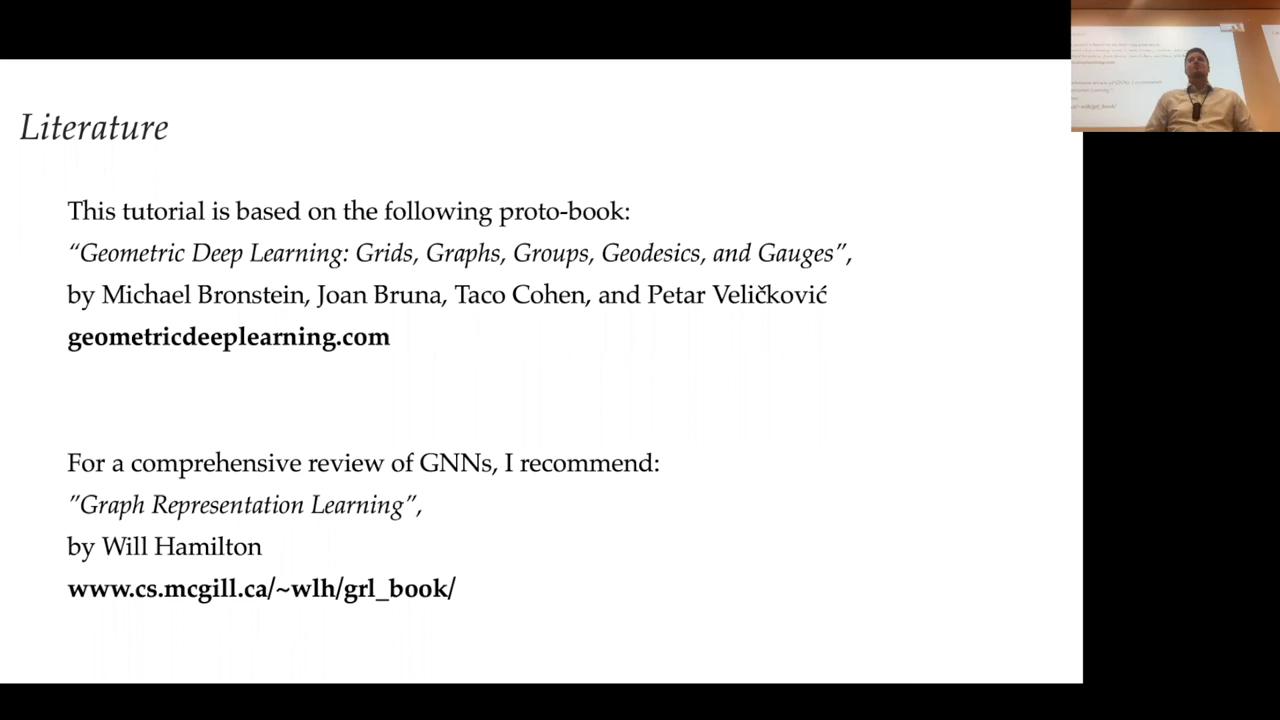 Literature
This tutorial is based on the following proto-book:
“Geometric Deep Learning: Grids, Graphs, Groups, Geodesics, and Gauges”,
by Michael Bronstein, Joan Bruna, Taco Cohen, and Petar Veličković
geometricdeeplearning.com
For a comprehensive review of GNNs, I recommend:
”Graph Representation Learning”,
by Will Hamilton
www.cs.mcgill.ca/~wlh/grl_book/